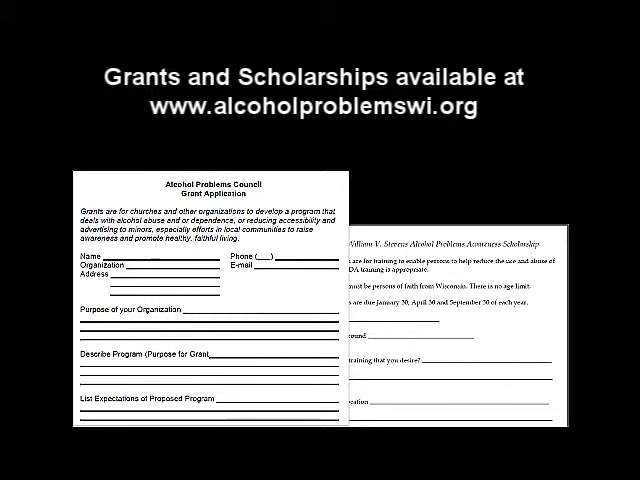 Grants and Scholarships available at
www.alcoholproblemswi.org
Alcohol Problems Council
Grant Application
Grants are for churches and other organizations to develop a program that
deals with alcohol abuse and or dependence, or reducing accessibility and
advertising to minors, especially efforts in local communities to raise
awareness and promote healthy, faithful living.
Name Phone (___)
Organization E-mail
Address
Purpose of your Organization
Describe Program (Purpose for Grant
List Expectations of Proposed Program
William V. Stevens Alcohol Problems Awareness Scholarship
are for training to enable persons to help reduce the use and abuse of
DA training is appropriate.
must be persons of faith from Wisconsin. There is no age limit.
are due January 30, April 30 and September 30 of each year.
training that you desire?